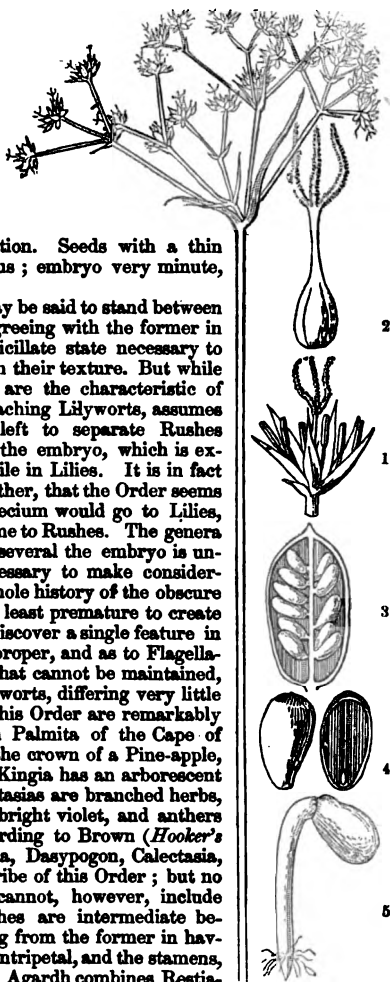 tion. Seeds with a thin
us ; embryo very minute,
ay be said to stand between
greeing with the former in
icillate state necessary to
n their texture. But while
are the characteristic of
aching Lilyworts, assumes
left to separate Rushes
the embryo, which is ex-
ile in Lilies. It is in fact
ther, that the Order seems
ecium would go to Lilies,
me to Rushes. The genera
several the embryo is un-
essary to make consider-
hole history of the obscure
least premature to create
iscover a single feature in
proper, and as to Flagella-
hat cannot be maintained,
worts, differing very little
his Order are remarkably
Palmita of the Cape of
the crown of a Pine-apple,
Kingia has an arborescent
tasias are branched herbs,
bright violet, and anthers
rding to Brown (Hooker's
a, Dasypogon, Calectasia,
ribe of this Order ; but no
cannot, however, include
hes are intermediate be-
g from the former in hav-
ntripetal, and the stamens,
Agardh combines Restia-
2
1
3
4
5